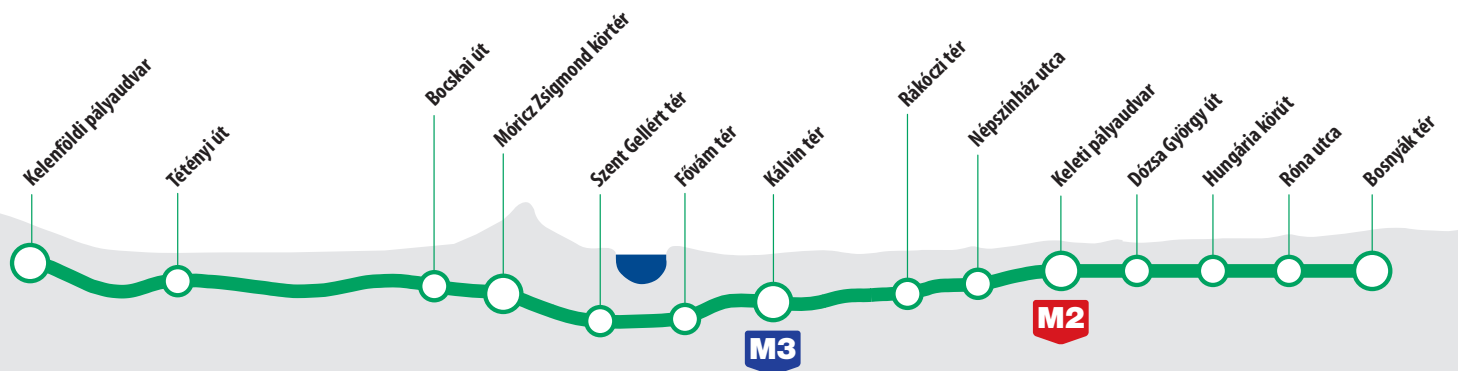 Kelenföldi pályaudvar
Tétényi út
Bocskai út
Móricz Zsigmond körtér
Szent Gellért tér
Fővám tér
Kálvin tér
Rákóczi tér
Népszínház utca
Keleti pályaudvar
Dózsa György út
Hungária körút
Róna utca
Bosnyák tér
M3
M2